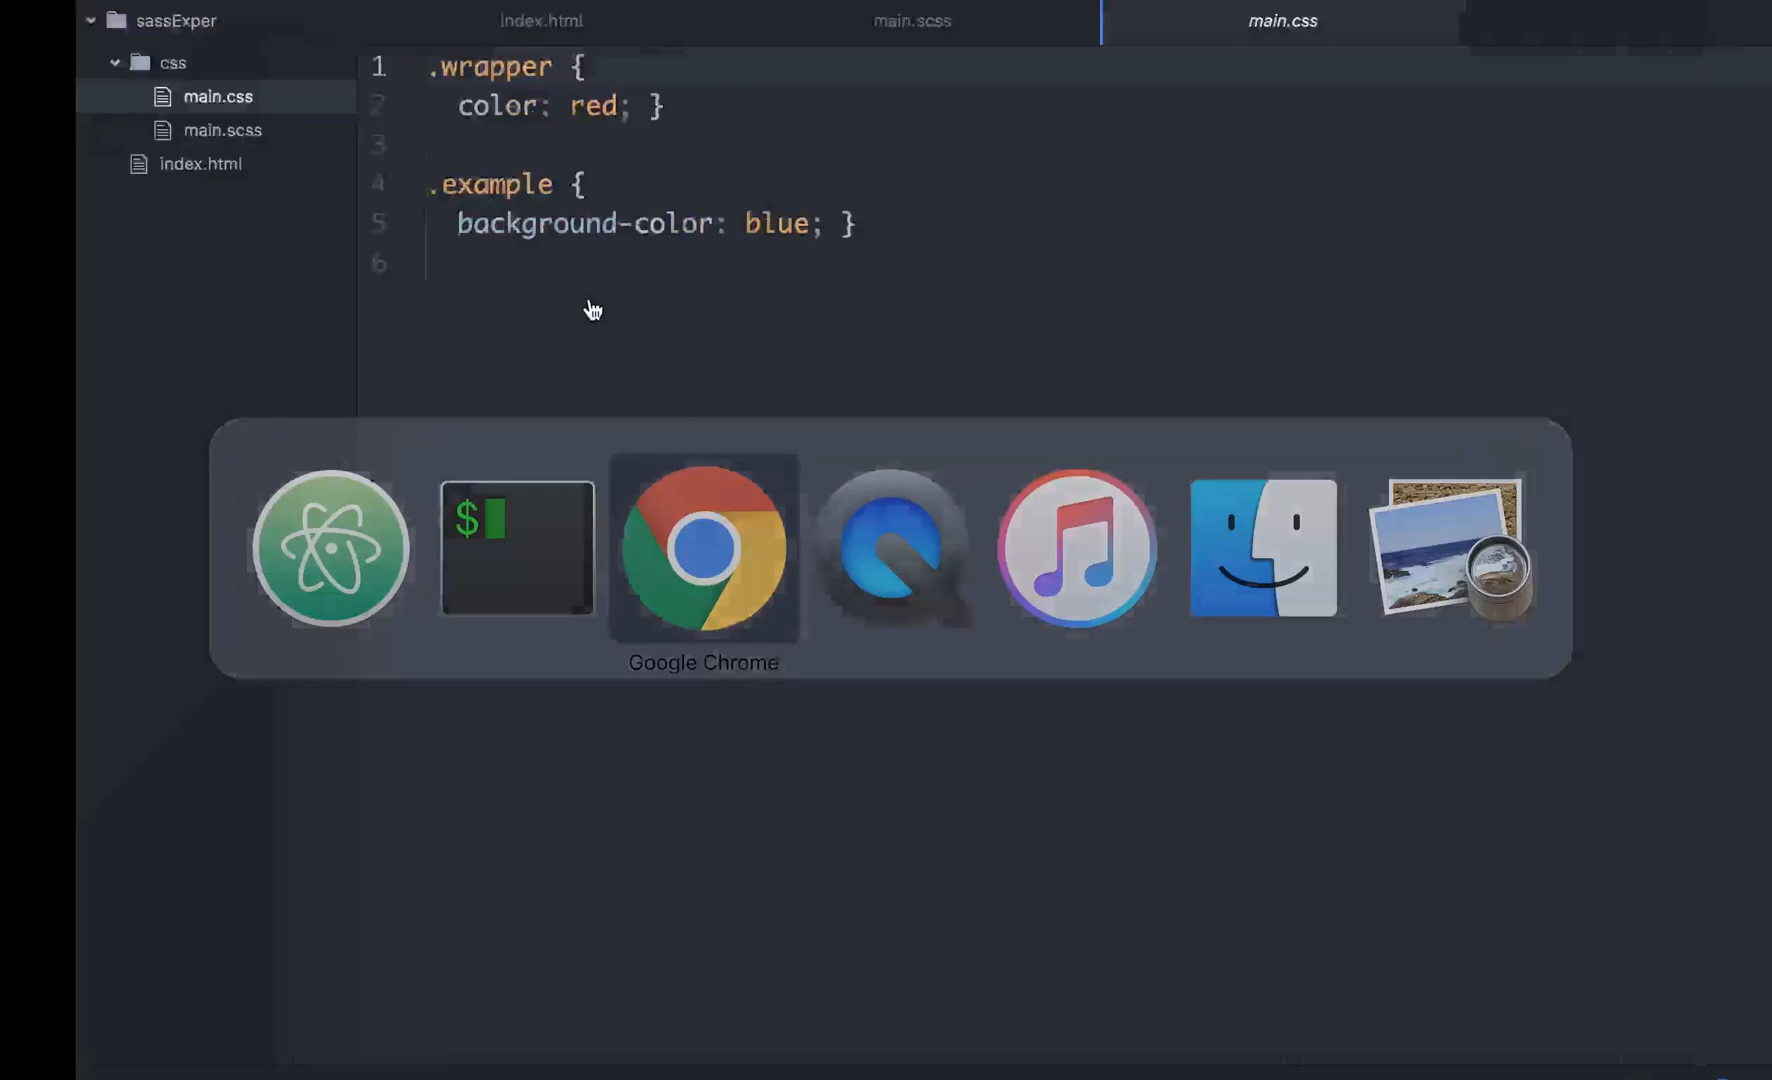 sassExper
css
main.css
main.scss
index.html
index.html
main.scss
main.css
1 .wrapper {
2 color: red; }
3
4 .example {
5 background-color: blue; }
6
$
Google Chrome